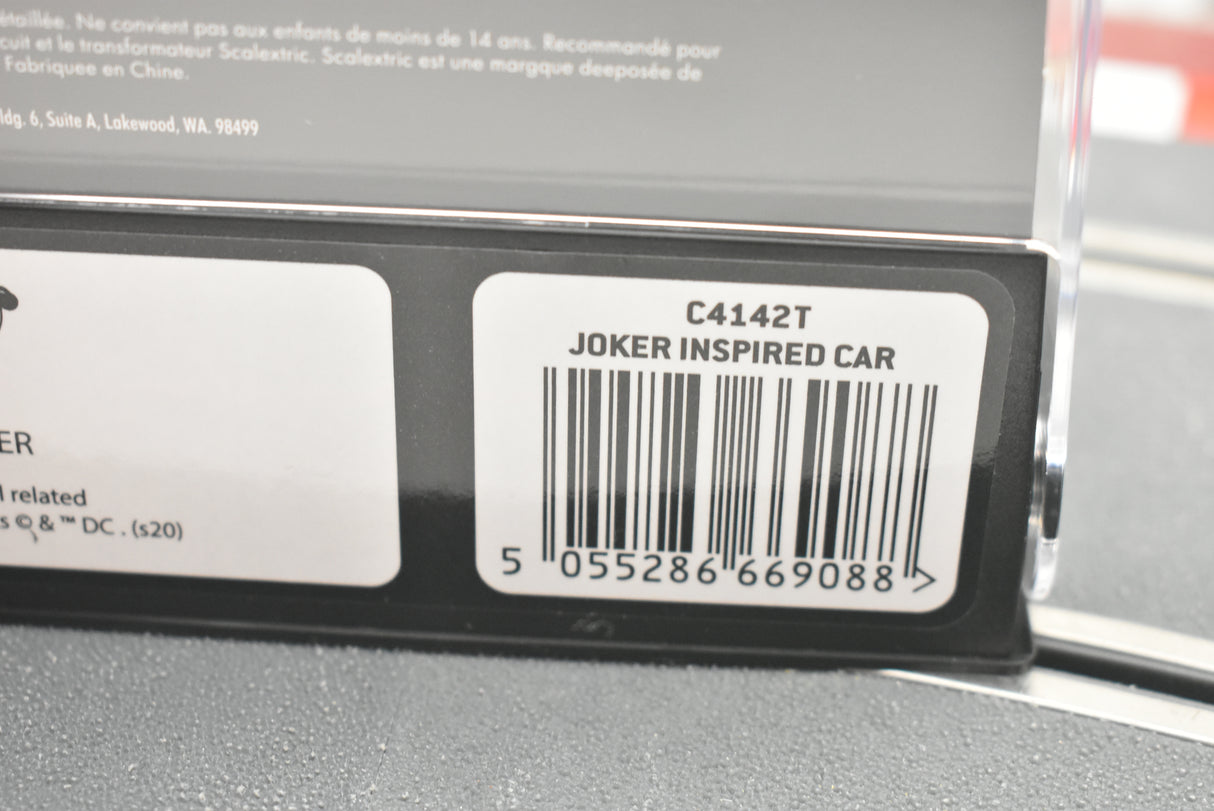 étaillée. Ne convient pas aux enfants de moins de 14 ans. Recommandé pour
cuit et le transformateur Scalextric. Scalextric est une margque deeposée de
Fabriquee en Chine.
ldg. 6, Suite A, Lakewood, WA. 98499
ER
l related
s © & ™ DC . (s20)
C4142T
JOKER INSPIRED CAR
5 055286 669088 >